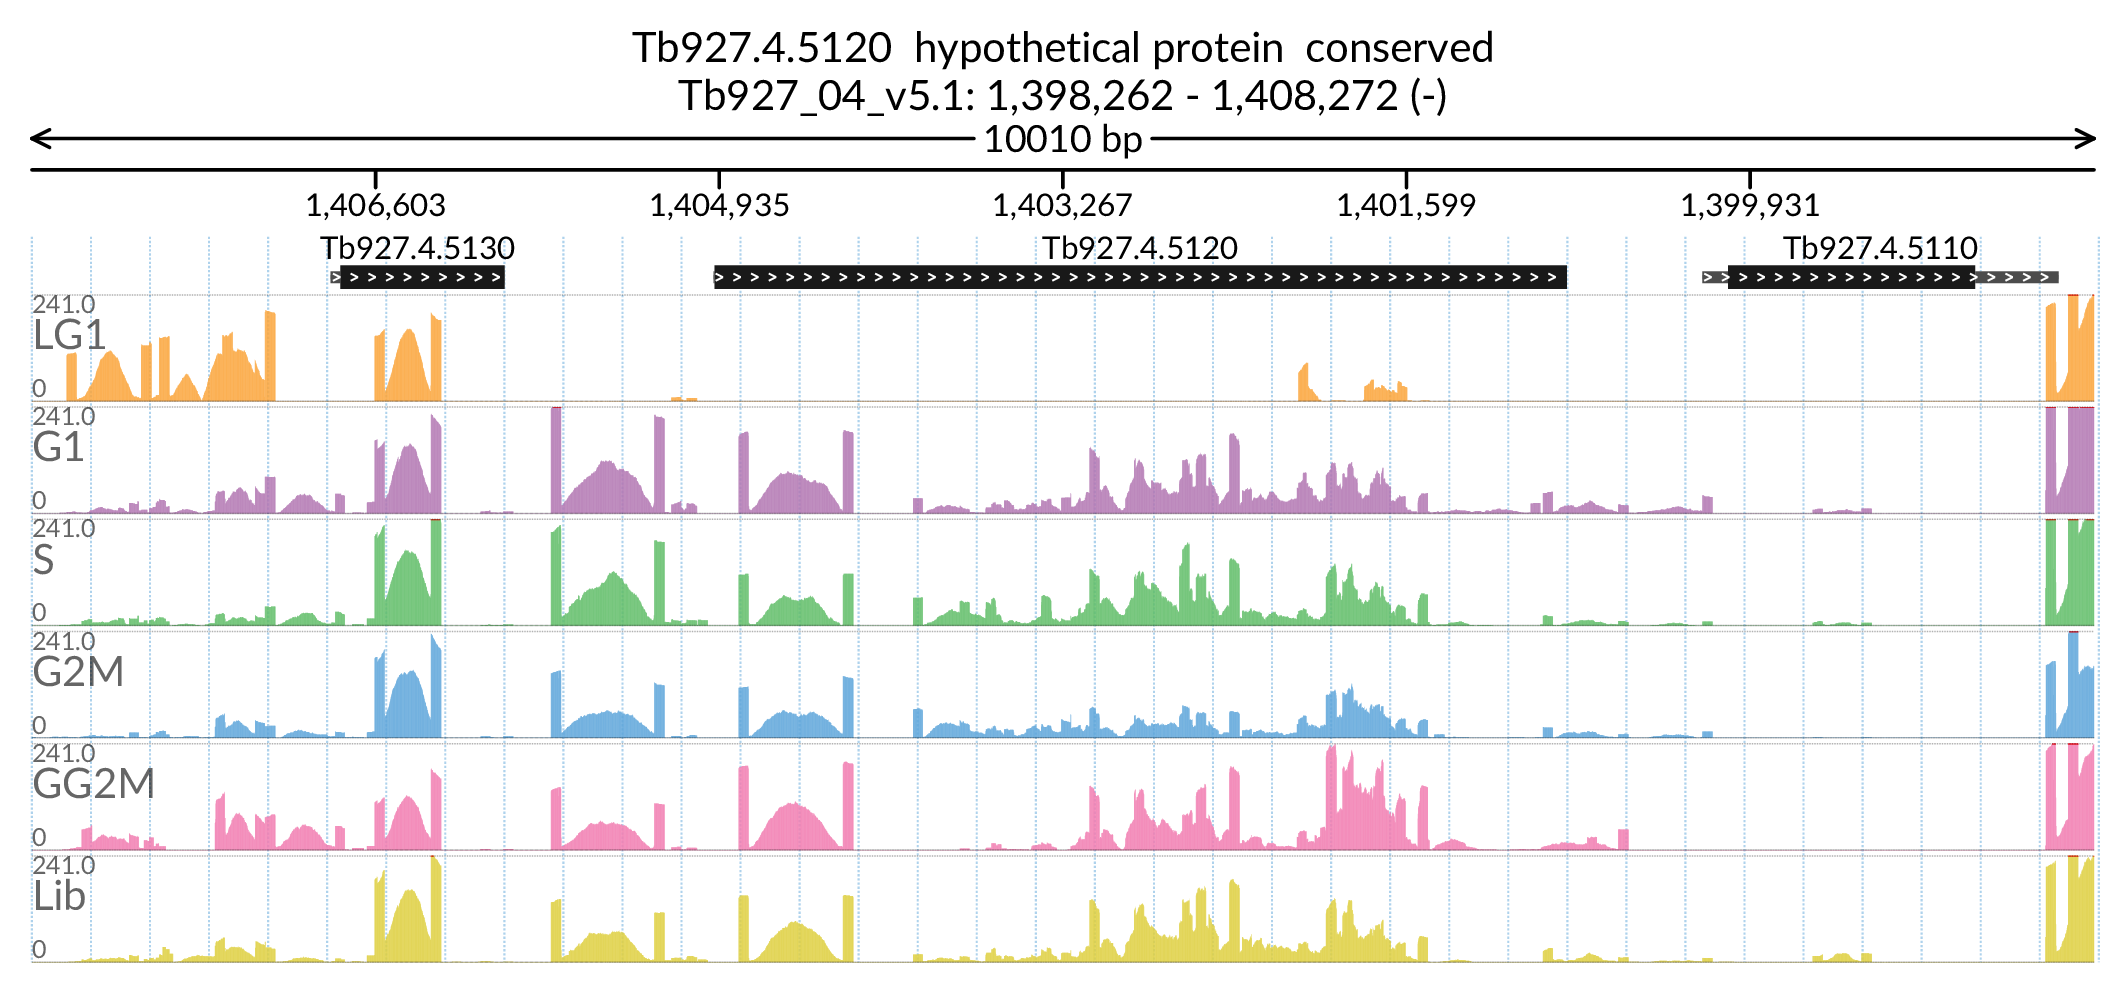 Tb927.4.5120  hypothetical protein  conserved
Tb927_04_v5.1: 1,398,262 - 1,408,272 (-)
10010 bp
1,406,603 1,404,935 1,403,267 1,401,599 1,399,931
Tb927.4.5130 Tb927.4.5120 Tb927.4.5110
241.0
LG1
0
241.0
G1
0
241.0
S
0
241.0
G2M
0
241.0
GG2M
0
241.0
Lib
0